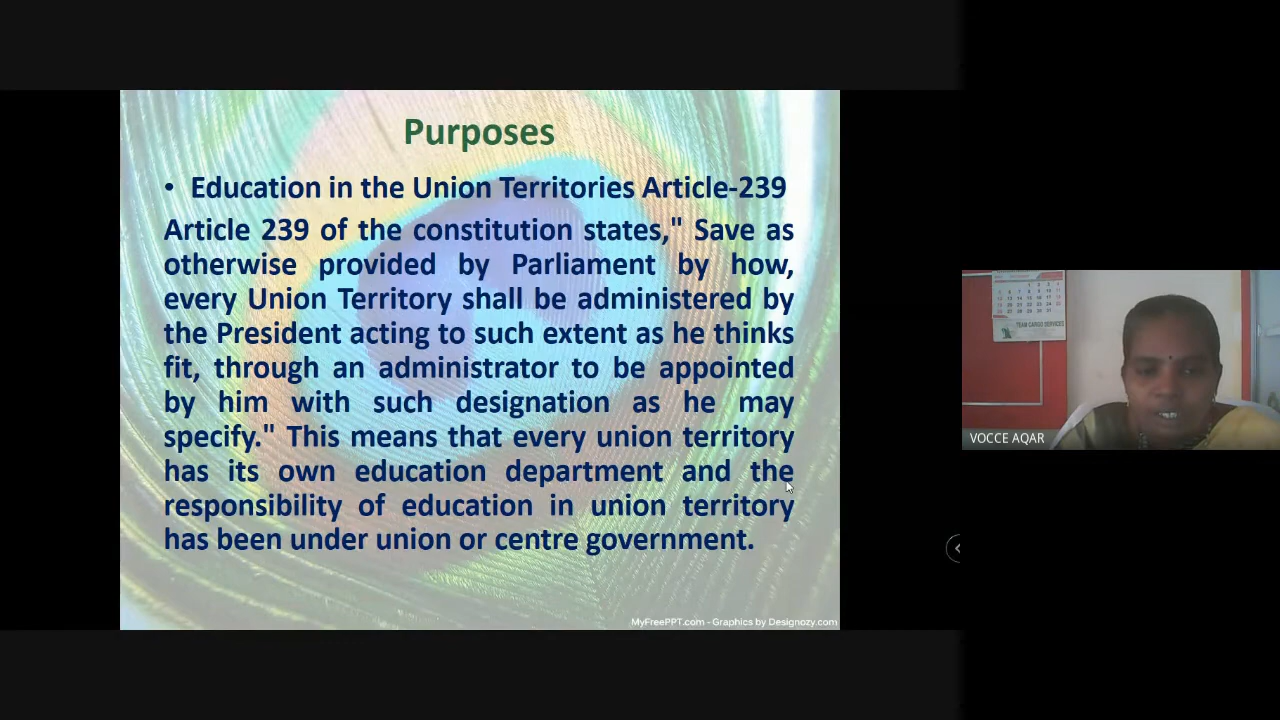 Purposes
• Education in the Union Territories Article-239
Article 239 of the constitution states," Save as
otherwise provided by Parliament by how,
every Union Territory shall be administered by
the President acting to such extent as he thinks
fit, through an administrator to be appointed
by him with such designation as he may
specify." This means that every union territory
has its own education department and the
responsibility of education in union territory
has been under union or centre government.
MyFreePPT.com - Graphics by Designozy.com
TEAM CARGO SERVICES
VOCCE AQAR